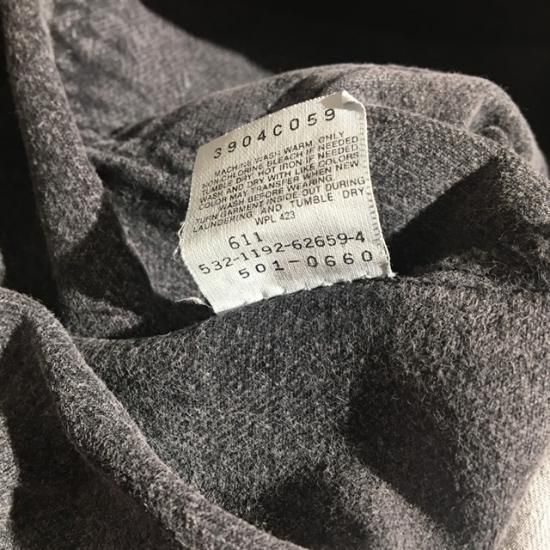 3904C059
MACHINE WASH WARM, ONLY
NON-CHLORINE BLEACH IF NEEDED
TUMBLE DRY, HOT IRON IF NEEDED
WASH AND DRY WITH LIKE COLORS
COLOR MAY TRANSFER WHEN NEW
WASH BEFORE WEARING.
TURN GARMENT INSIDE OUT DURING
LAUNDERING AND TUMBLE DRY.
WPL 423
611
532-1192-62659-4
501-0660